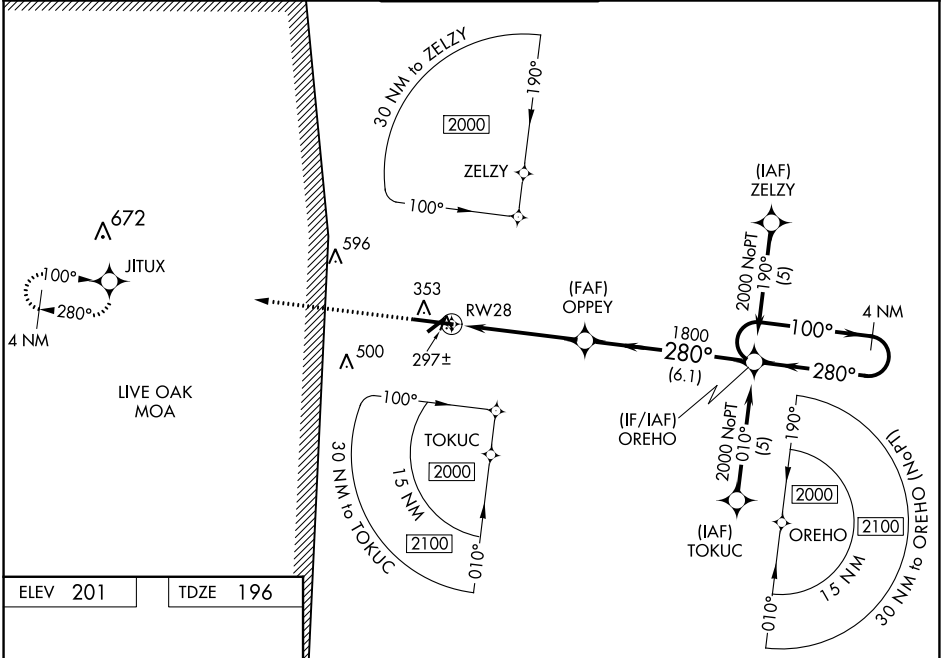 30 NM to ZELZY
190°
2000
ZELZY
100°
(IAF)
ZELZY
2000 NoPT
190°
(5)
672
JITUX
100°
280°
4 NM
596
353
RW28
297±
500
(FAF)
OPPEY
1800
280°
(6.1)
100°
4 NM
280°
(IF/IAF)
OREHO
2000 NoPT
010°
(5)
(IAF)
TOKUC
LIVE OAK
MOA
100°
TOKUC
2000
15 NM
2100
30 NM to TOKUC
010°
190°
2000
OREHO
2100
15 NM
30 NM to OREHO (NoPT)
010°
ELEV 201
TDZE 196